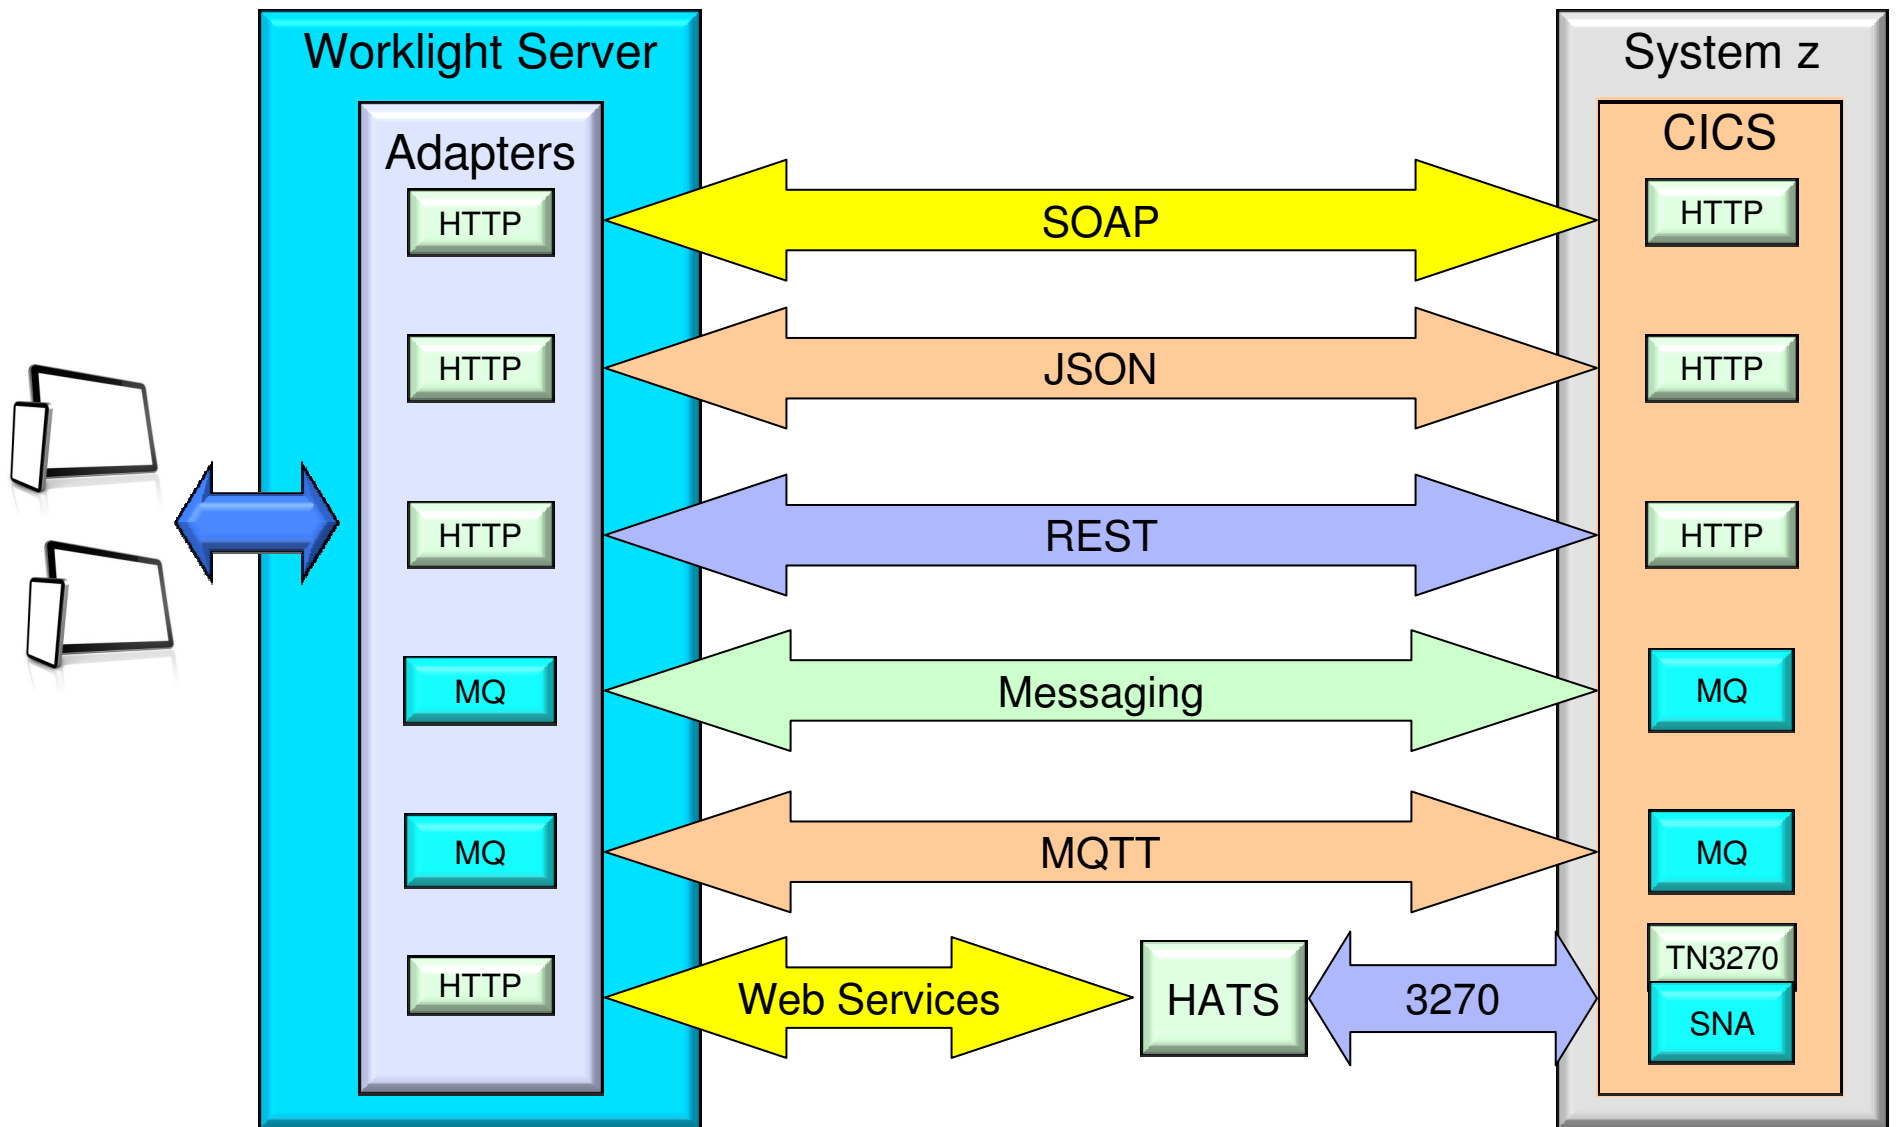 Worklight Server
System z
Adapters
CICS
HTTP
SOAP
HTTP
HTTP
JSON
HTTP
HTTP
REST
HTTP
MQ
Messaging
MQ
MQ
MQTT
MQ
HTTP
Web Services
HATS
3270
TN3270
SNA